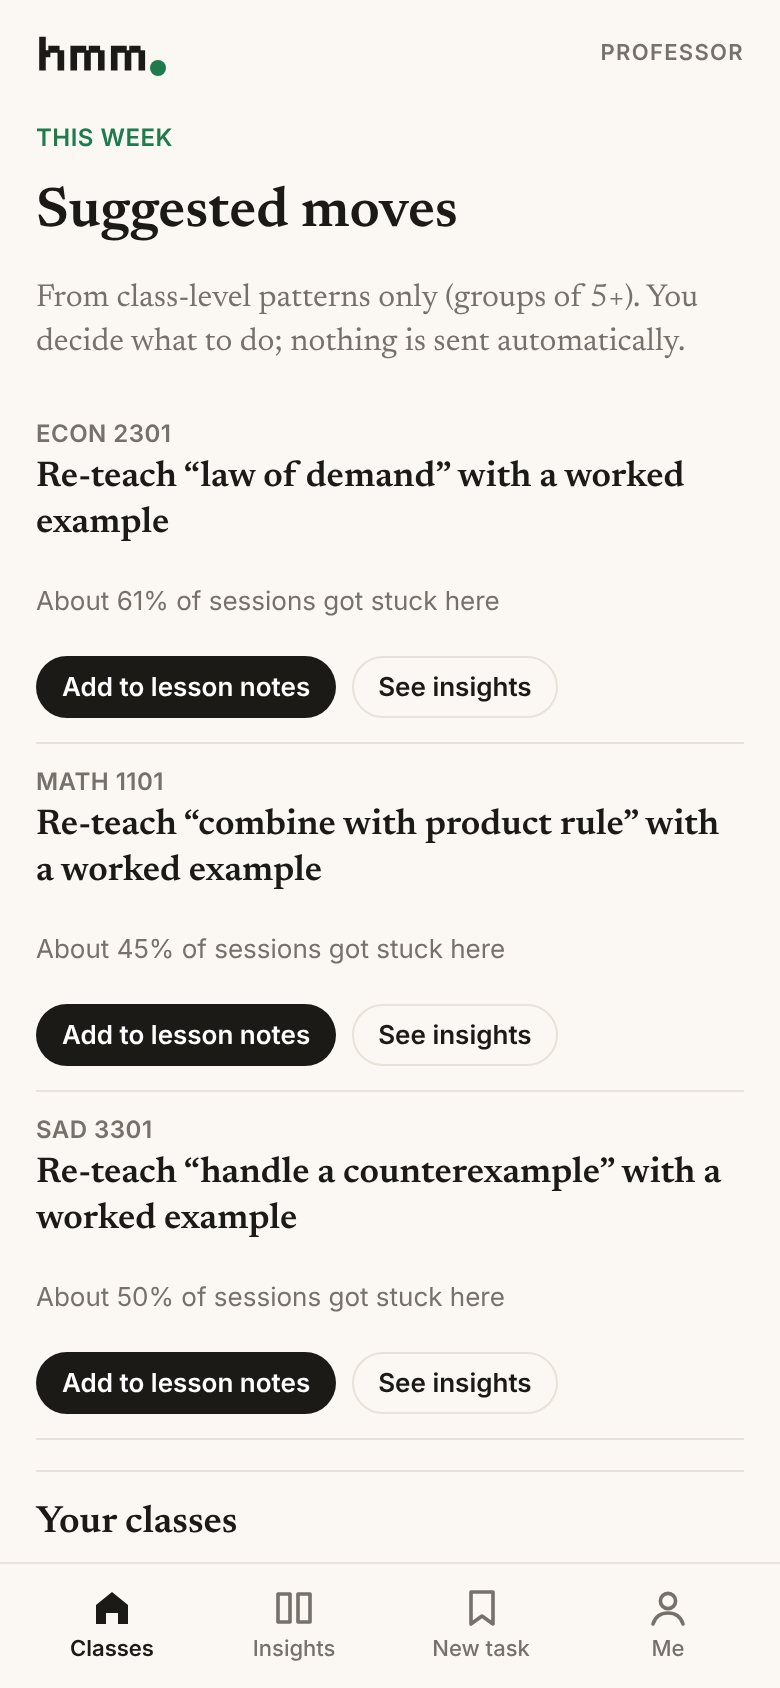 hmm.
PROFESSOR
THIS WEEK
Suggested moves
From class-level patterns only (groups of 5+). You
decide what to do; nothing is sent automatically.
ECON 2301
Re-teach “law of demand” with a worked
example
About 61% of sessions got stuck here
Add to lesson notes
See insights
MATH 1101
Re-teach “combine with product rule” with
a worked example
About 45% of sessions got stuck here
Add to lesson notes
See insights
SAD 3301
Re-teach “handle a counterexample” with a
worked example
About 50% of sessions got stuck here
Add to lesson notes
See insights
Your classes
Classes
Insights
New task
Me